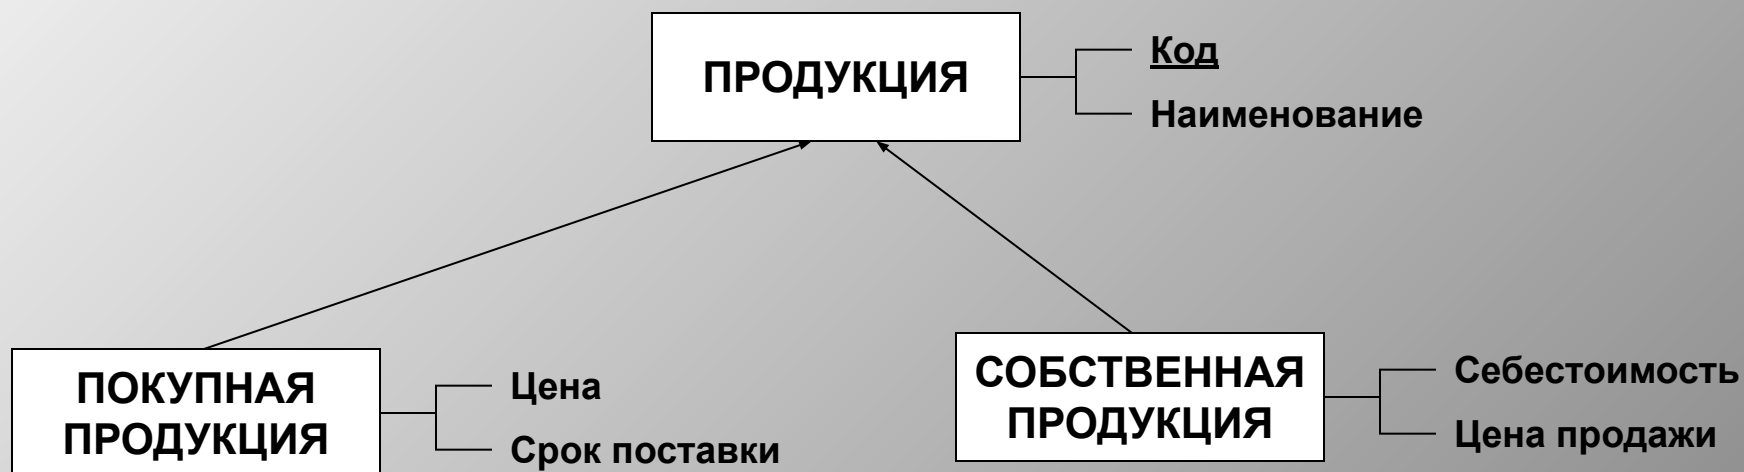 ПРОДУКЦИЯ
Код
Наименование
ПОКУПНАЯ
ПРОДУКЦИЯ
Цена
Срок поставки
СОБСТВЕННАЯ
ПРОДУКЦИЯ
Себестоимость
Цена продажи